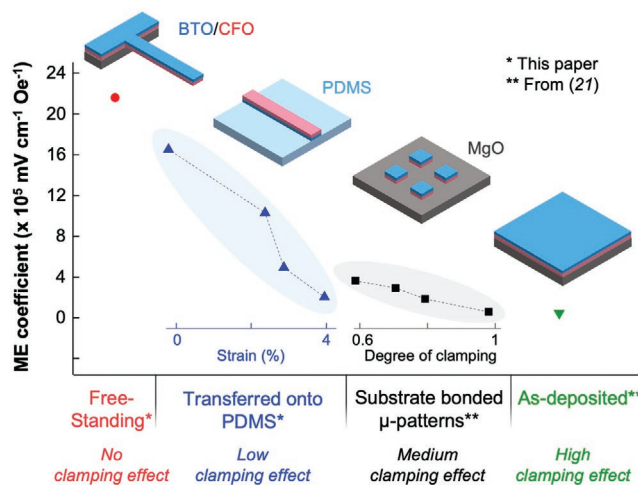 BTO/CFO
* This paper
** From (21)
PDMS
MgO
ME coefficient (x 10⁵ mV cm⁻¹ Oe⁻¹)
24
20
16
12
8
4
0
0
4
Strain (%)
0.6
1
Degree of clamping
Free-
Standing*
Transferred onto
PDMS*
Substrate bonded
μ-patterns**
As-deposited**
No
clamping effect
Low
clamping effect
Medium
clamping effect
High
clamping effect